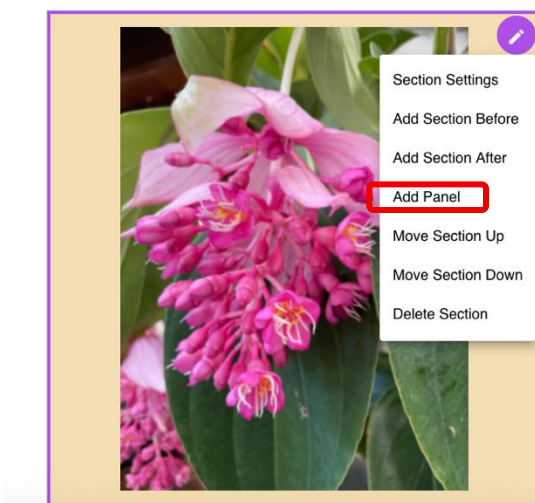 Section Settings
Add Section Before
Add Section After
Add Panel
Move Section Up
Move Section Down
Delete Section